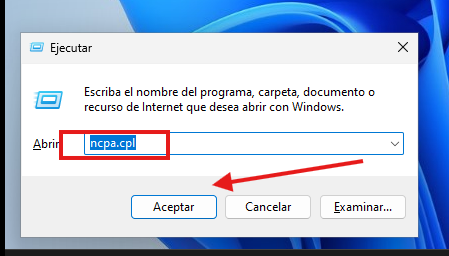 Ejecutar
Escriba el nombre del programa, carpeta, documento o
recurso de Internet que desea abrir con Windows.
Abrir
ncpa.cpl
Aceptar
Cancelar
Examinar...